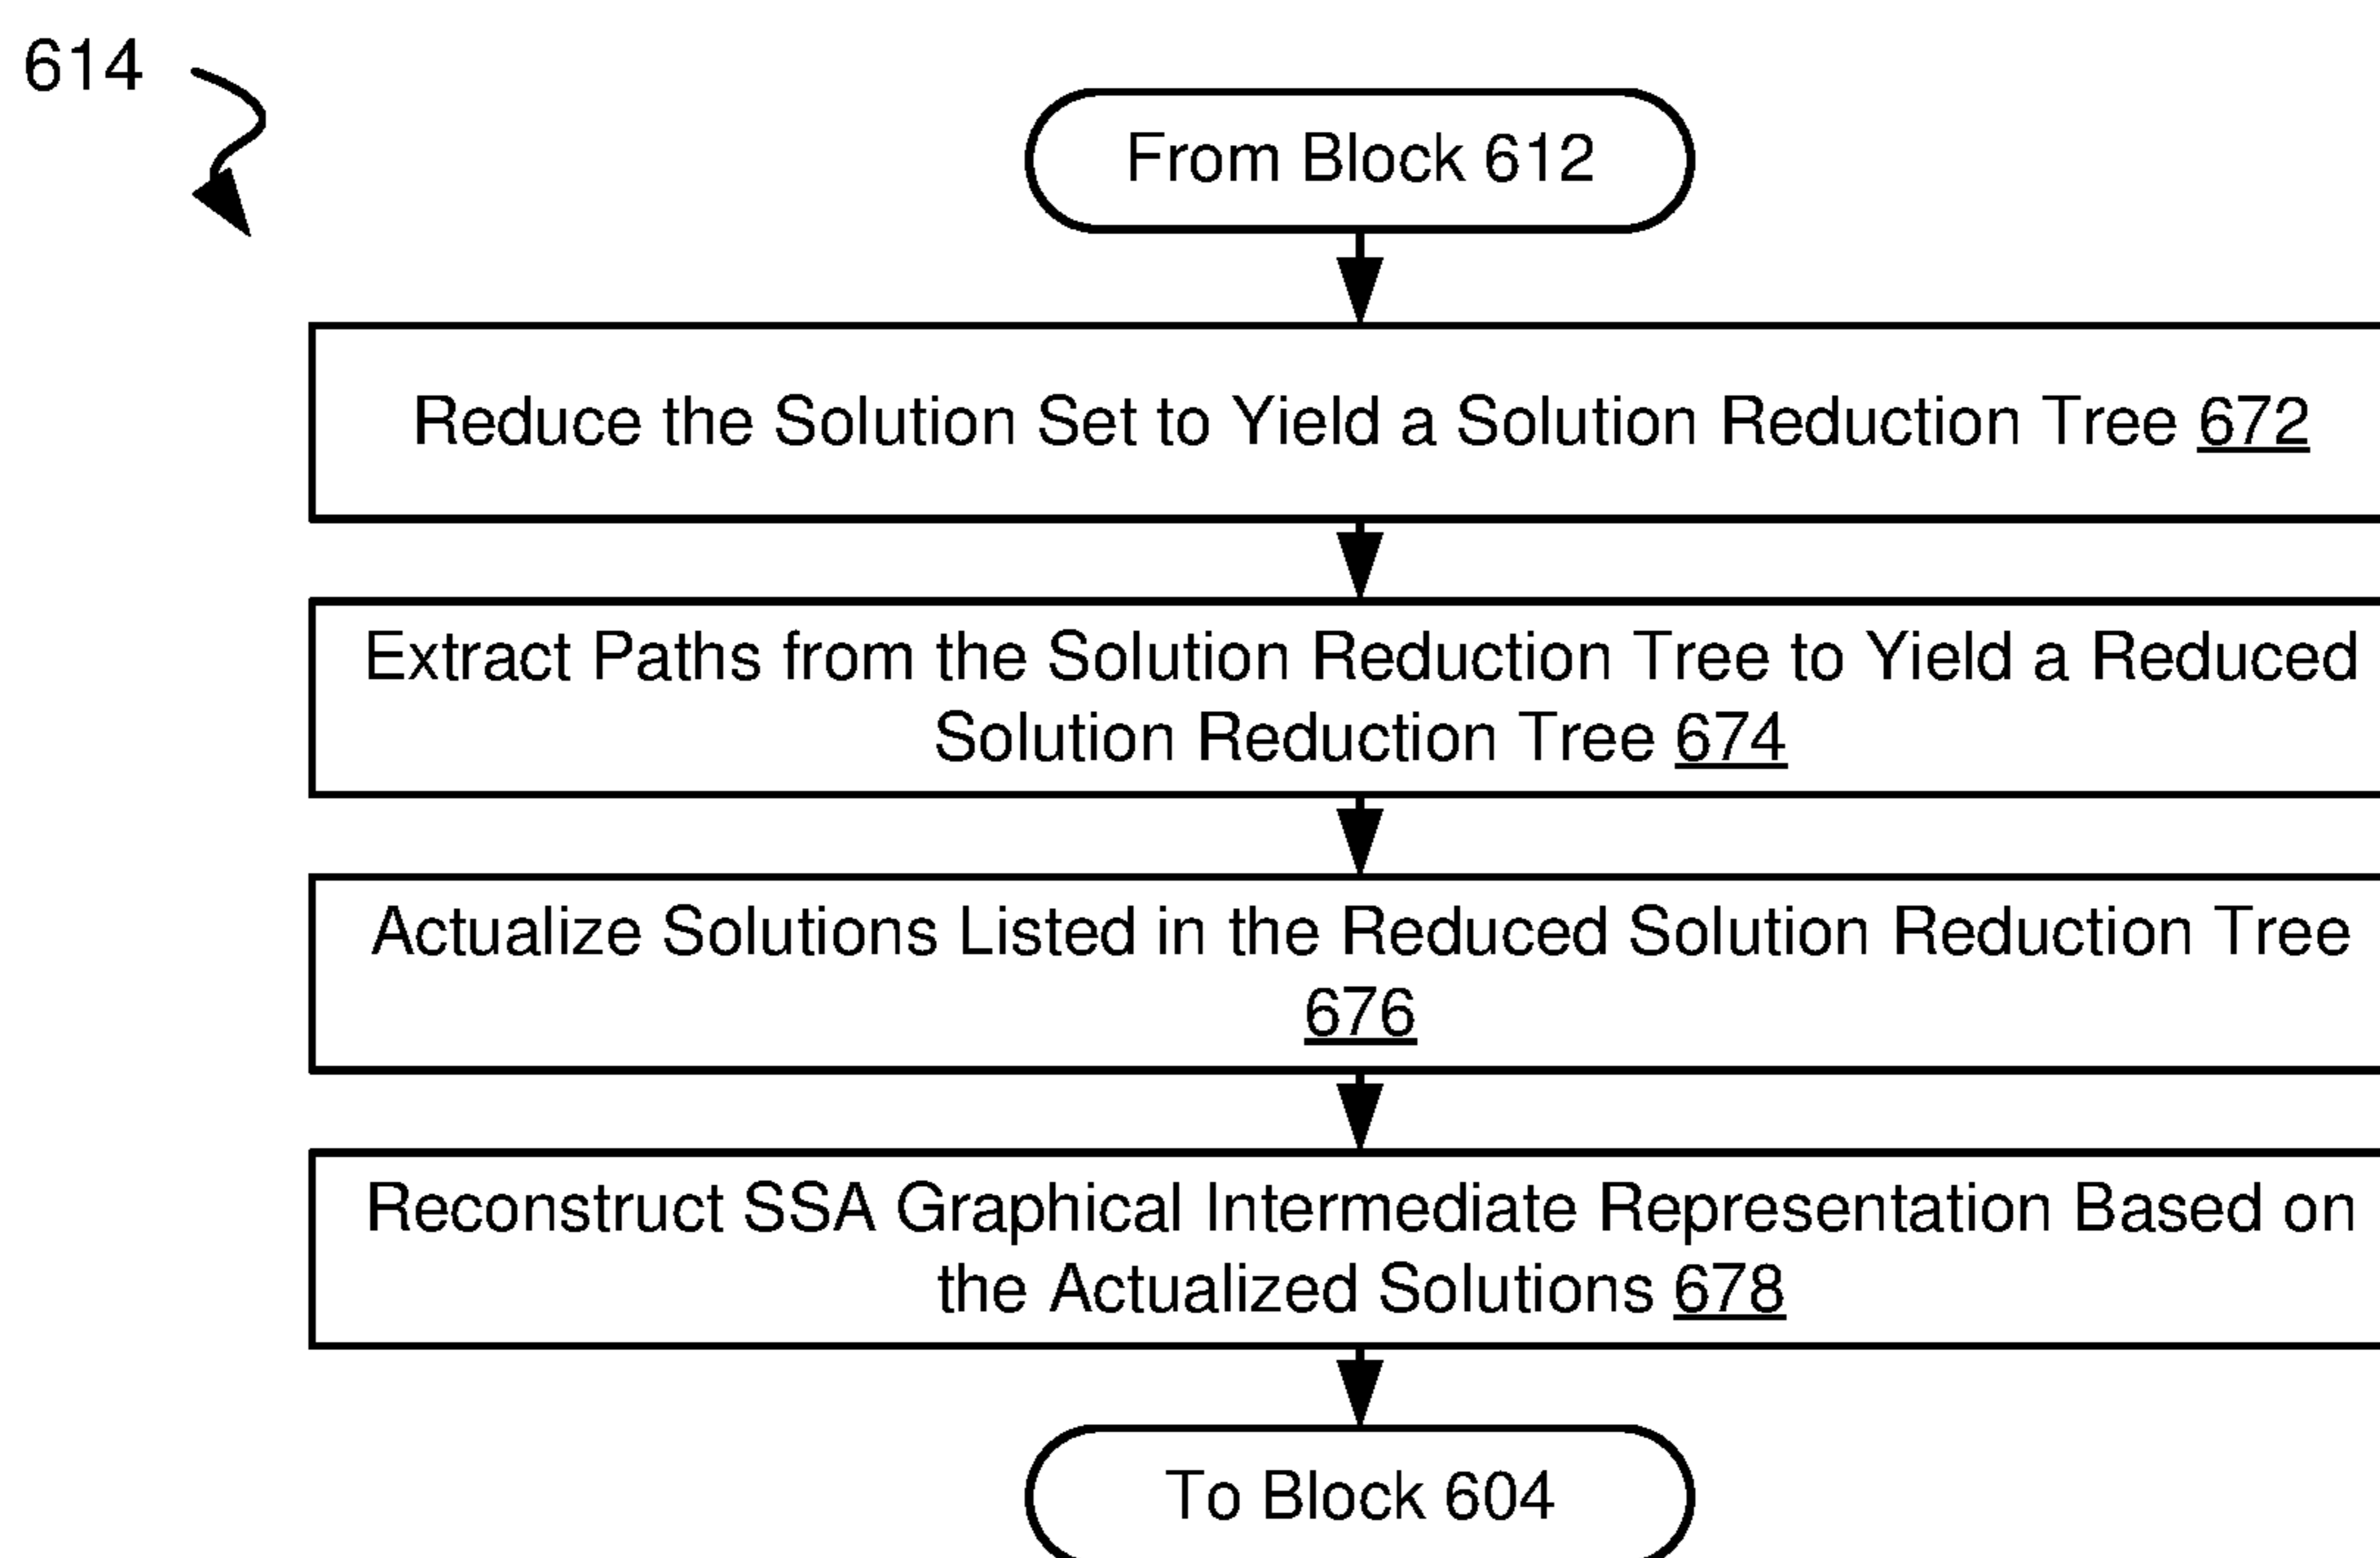 614
From Block 612
Reduce the Solution Set to Yield a Solution Reduction Tree 672
Extract Paths from the Solution Reduction Tree to Yield a Reduced
Solution Reduction Tree 674
Actualize Solutions Listed in the Reduced Solution Reduction Tree
676
Reconstruct SSA Graphical Intermediate Representation Based on
the Actualized Solutions 678
To Block 604